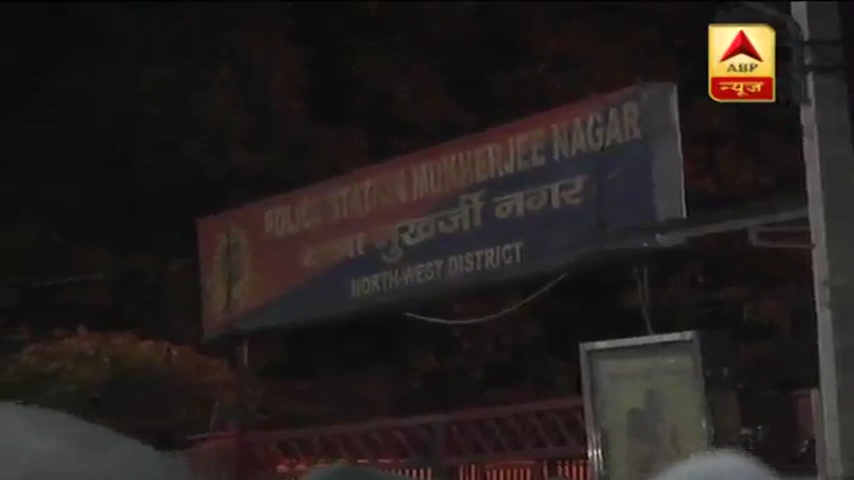 ABP
न्यूज़
POLICE STATION MUKHERJEE NAGAR
थाना मुखर्जी नगर
NORTH-WEST DISTRICT